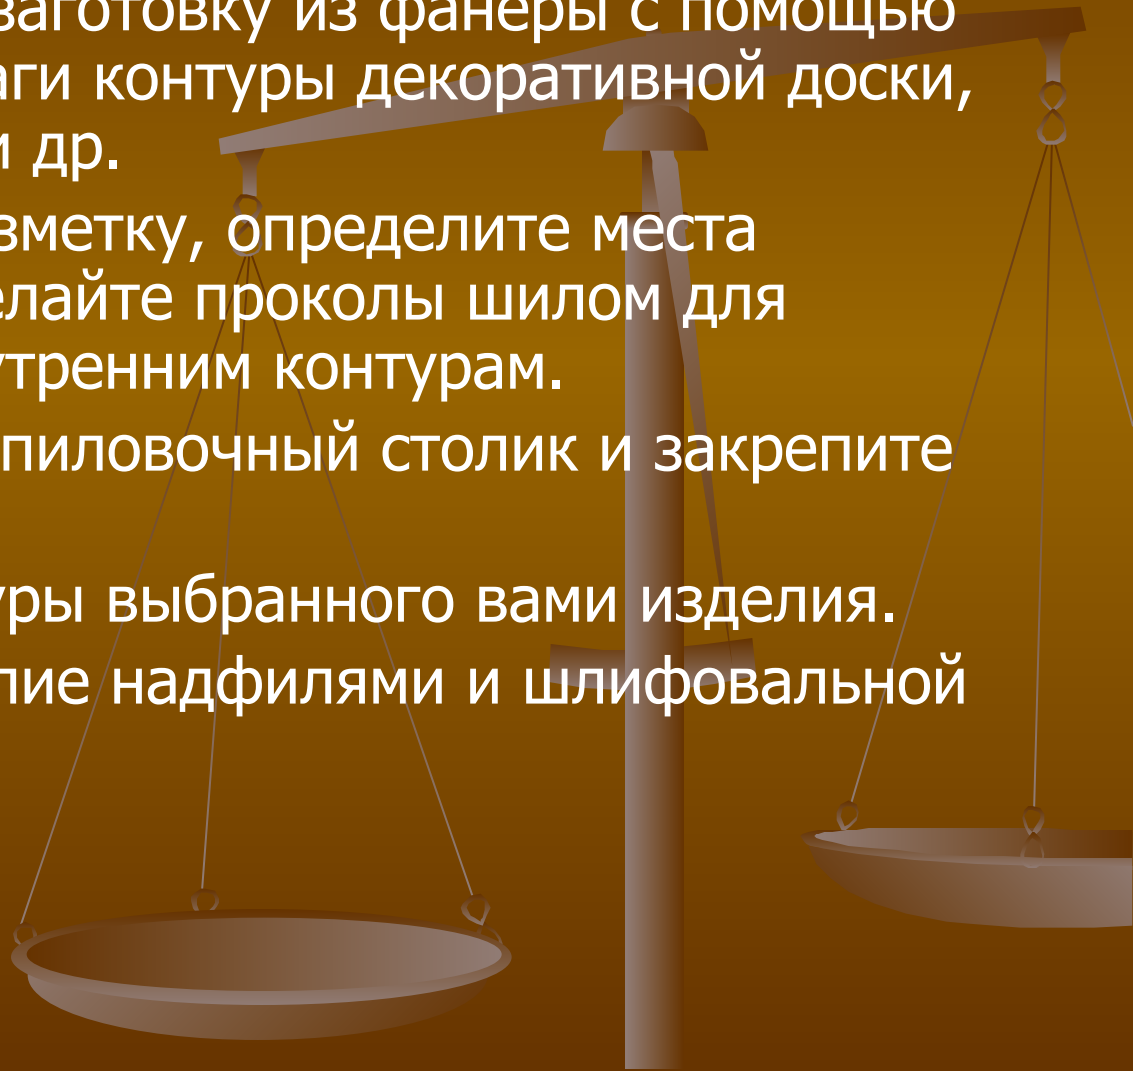 заготовку из фанеры с помощью
аги контуры декоративной доски,
и др.
зметку, определите места
елайте проколы шилом для
утренним контурам.
пиловочный столик и закрепите
уры выбранного вами изделия.
лие надфилями и шлифовальной